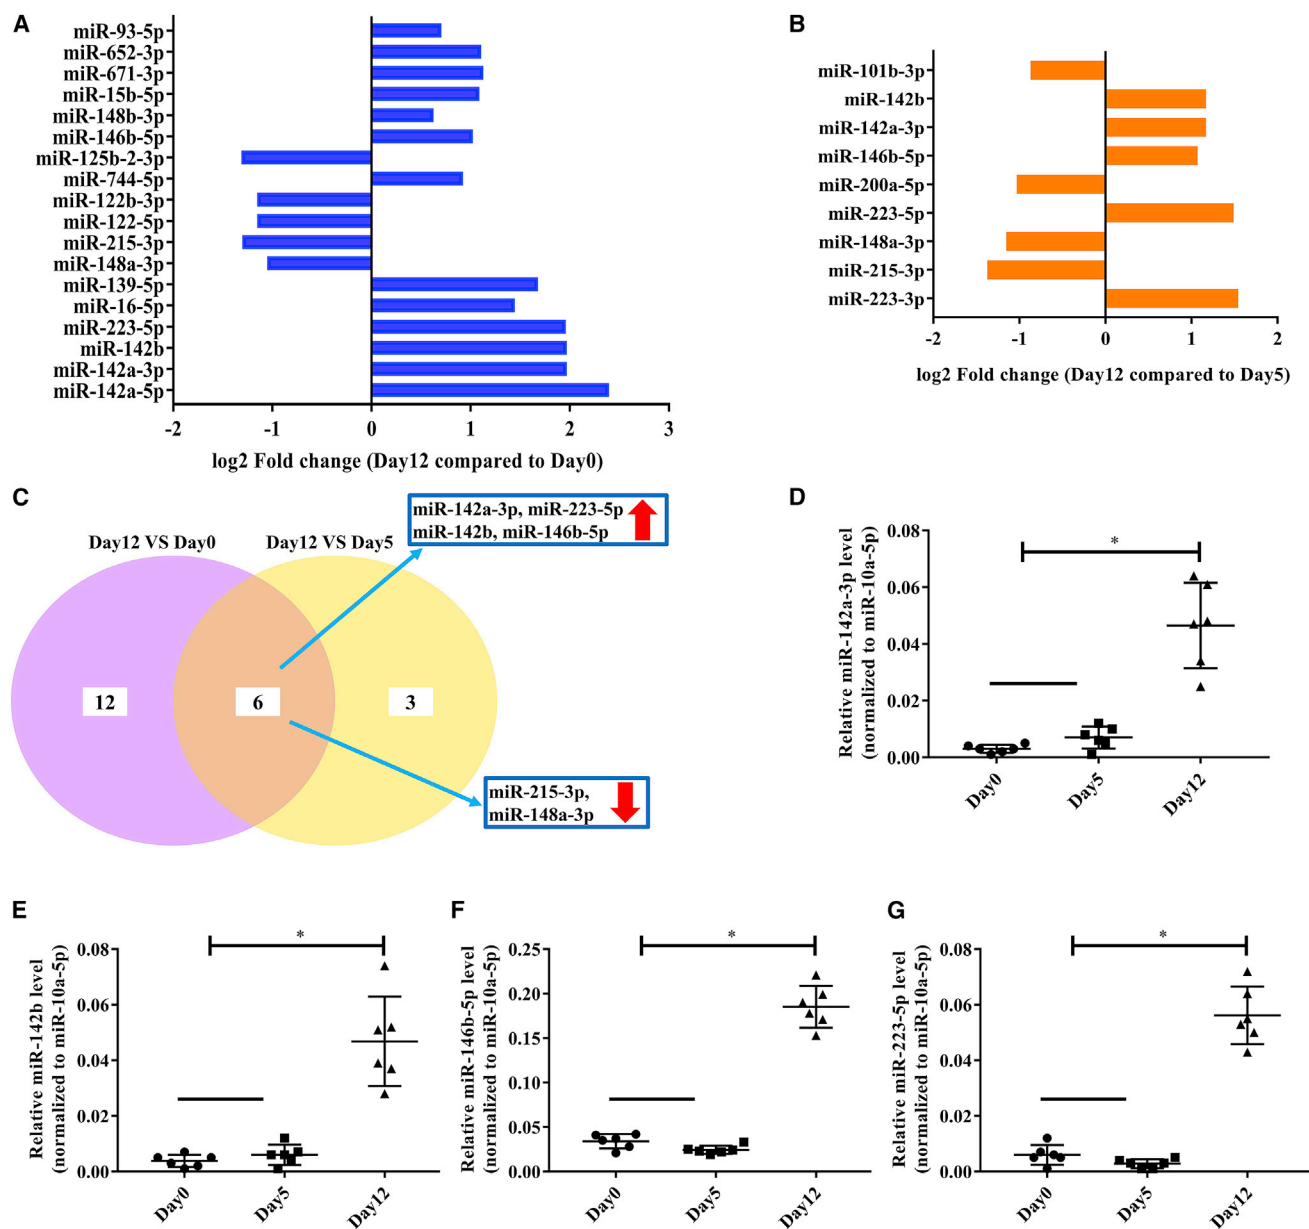 A
miR-93-5p
miR-652-3p
miR-671-3p
miR-15b-5p
miR-148b-3p
miR-146b-5p
miR-125b-2-3p
miR-744-5p
miR-122b-3p
miR-122-5p
miR-215-3p
miR-148a-3p
miR-139-5p
miR-16-5p
miR-223-5p
miR-142b
miR-142a-3p
miR-142a-5p
-2 -1 0 1 2 3
log2 Fold change (Day12 compared to Day0)
B
miR-101b-3p
miR-142b
miR-142a-3p
miR-146b-5p
miR-200a-5p
miR-223-5p
miR-148a-3p
miR-215-3p
miR-223-3p
-2 -1 0 1 2
log2 Fold change (Day12 compared to Day5)
C
Day12 VS Day0 Day12 VS Day5
miR-142a-3p, miR-223-5p
miR-142b, miR-146b-5p
12 6 3
miR-215-3p,
miR-148a-3p
D
Relative miR-142a-3p level
(normalized to miR-10a-5p)
0.08
0.06
0.04
0.02
0.00
*
Day0 Day5 Day12
E
Relative miR-142b level
(normalized to miR-10a-5p)
0.08
0.06
0.04
0.02
0.00
*
Day0 Day5 Day12
F
Relative miR-146b-5p level
(normalized to miR-10a-5p)
0.25
0.20
0.15
0.10
0.05
0.00
*
Day0 Day5 Day12
G
Relative miR-223-5p level
(normalized to miR-10a-5p)
0.08
0.06
0.04
0.02
0.00
*
Day0 Day5 Day12